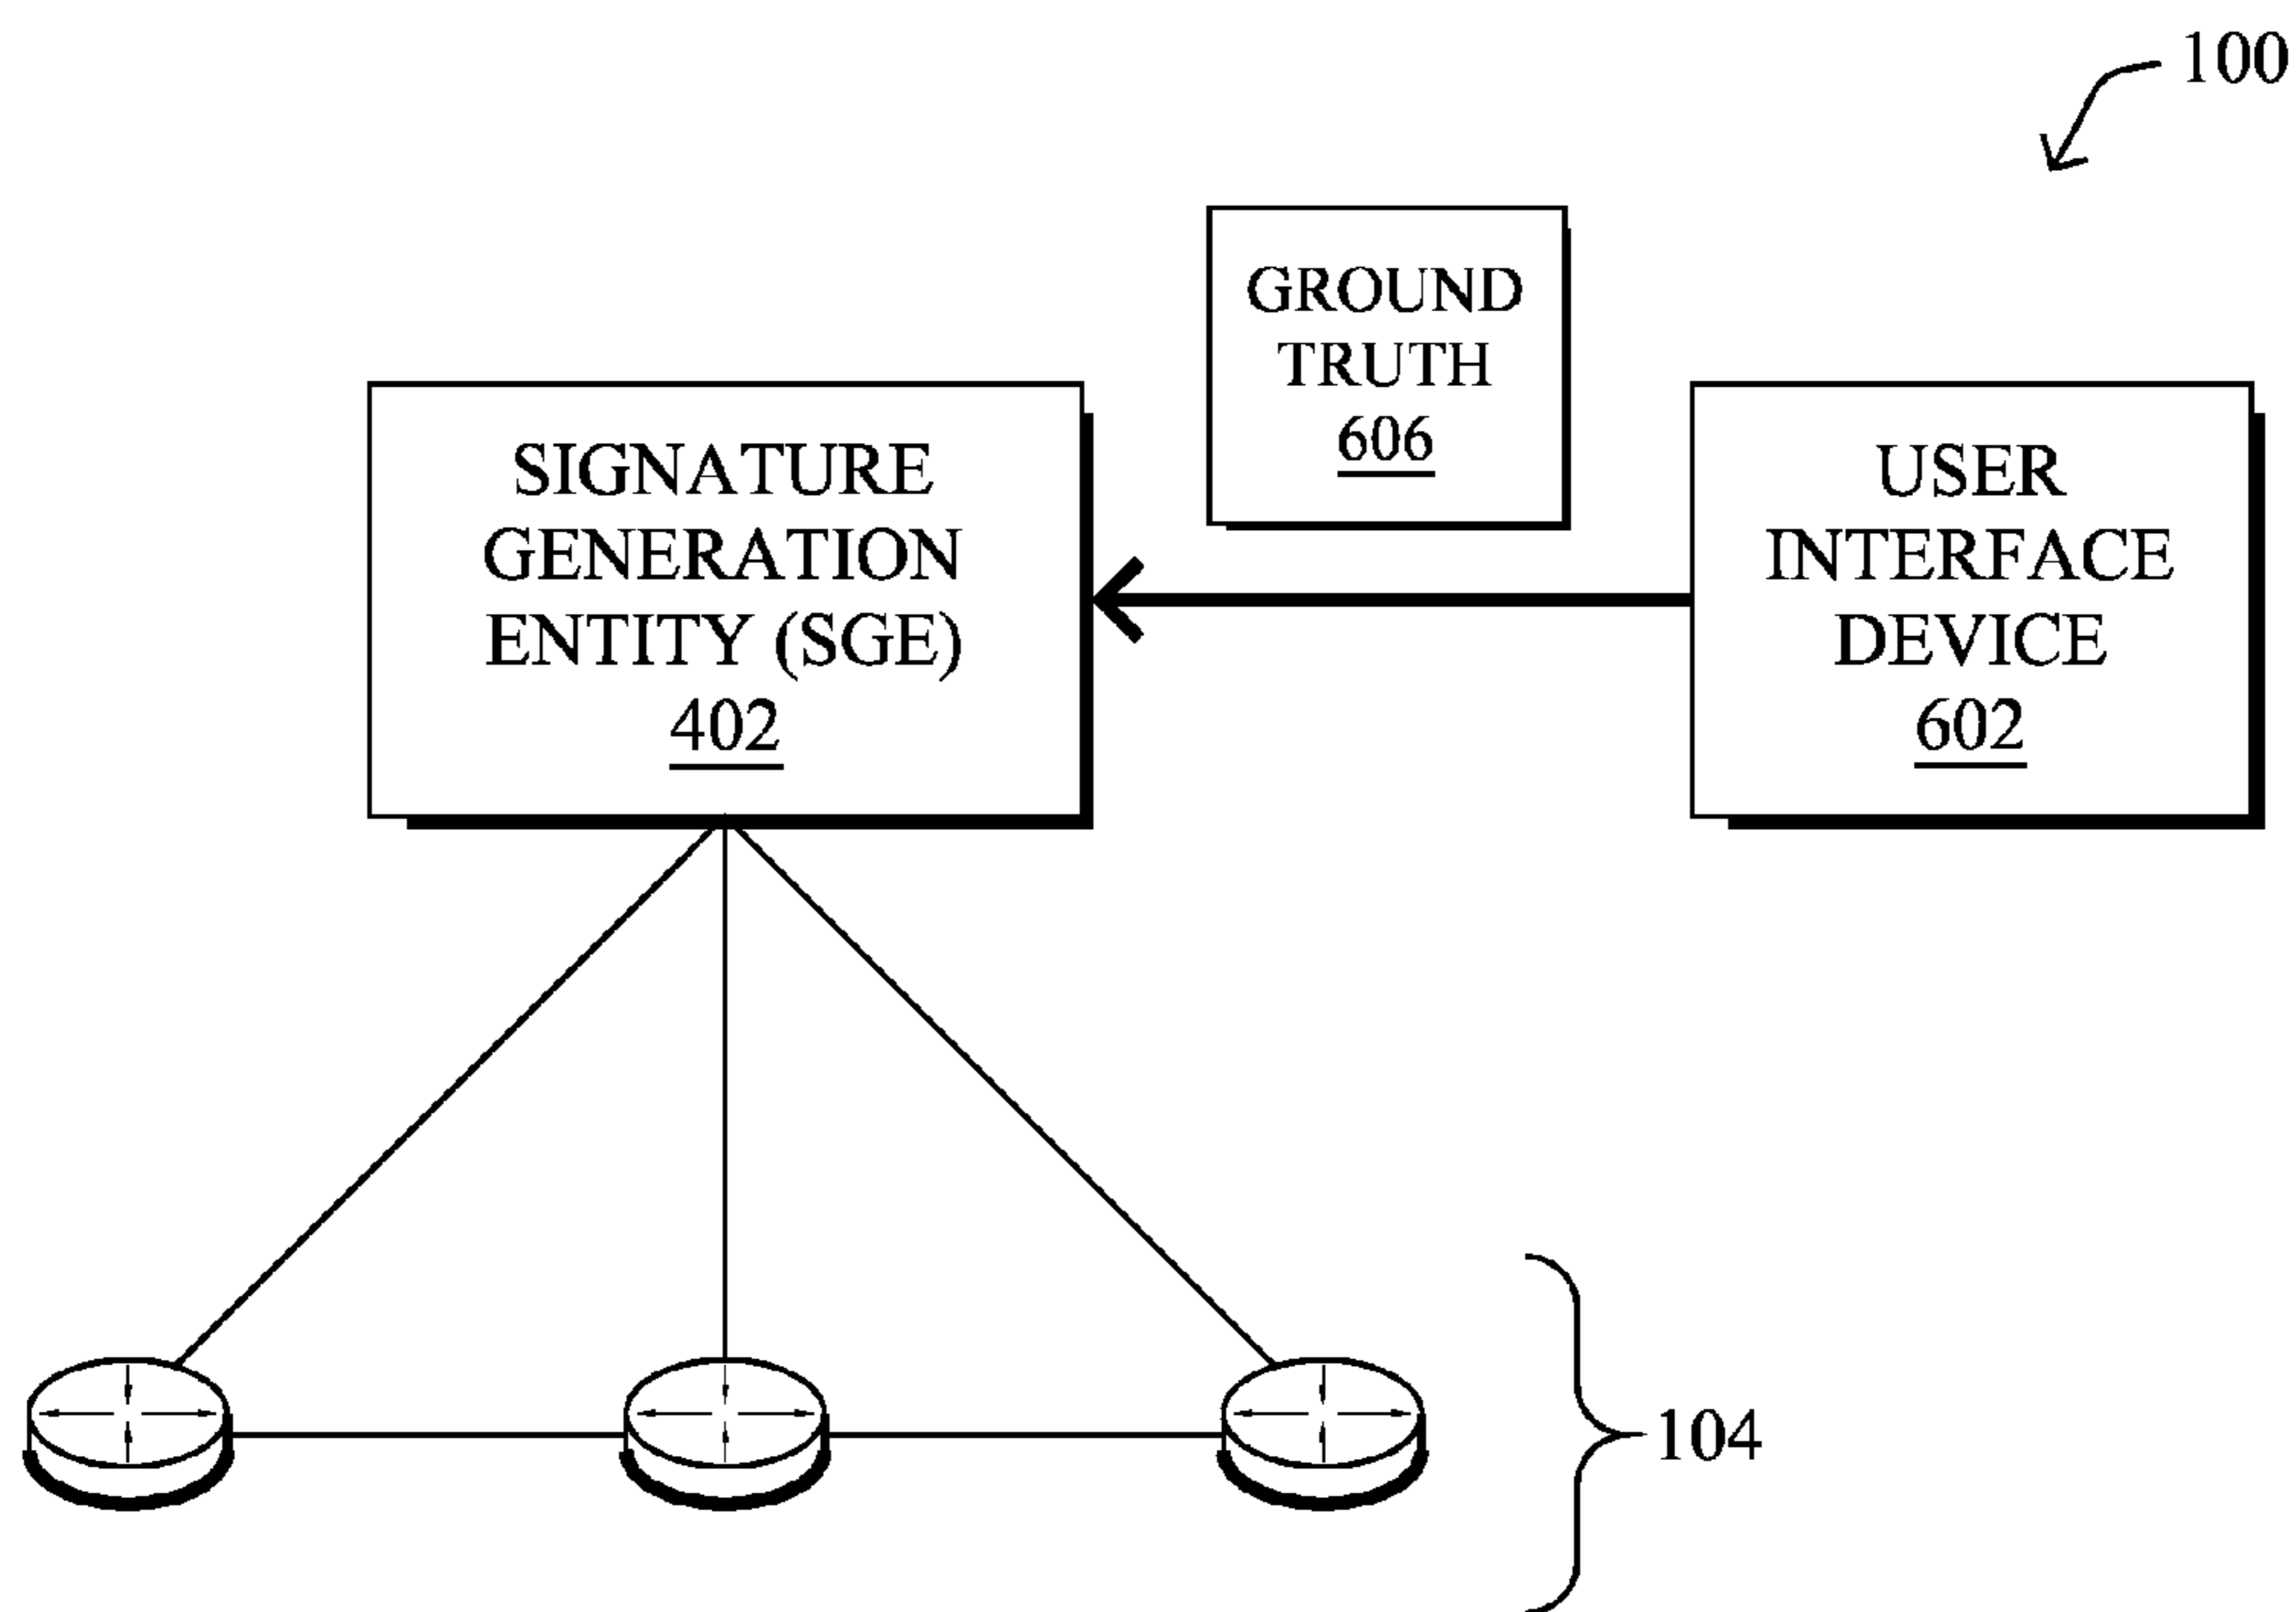 100
GROUND
TRUTH
606
SIGNATURE
GENERATION
ENTITY (SGE)
402
USER
INTERFACE
DEVICE
602
104